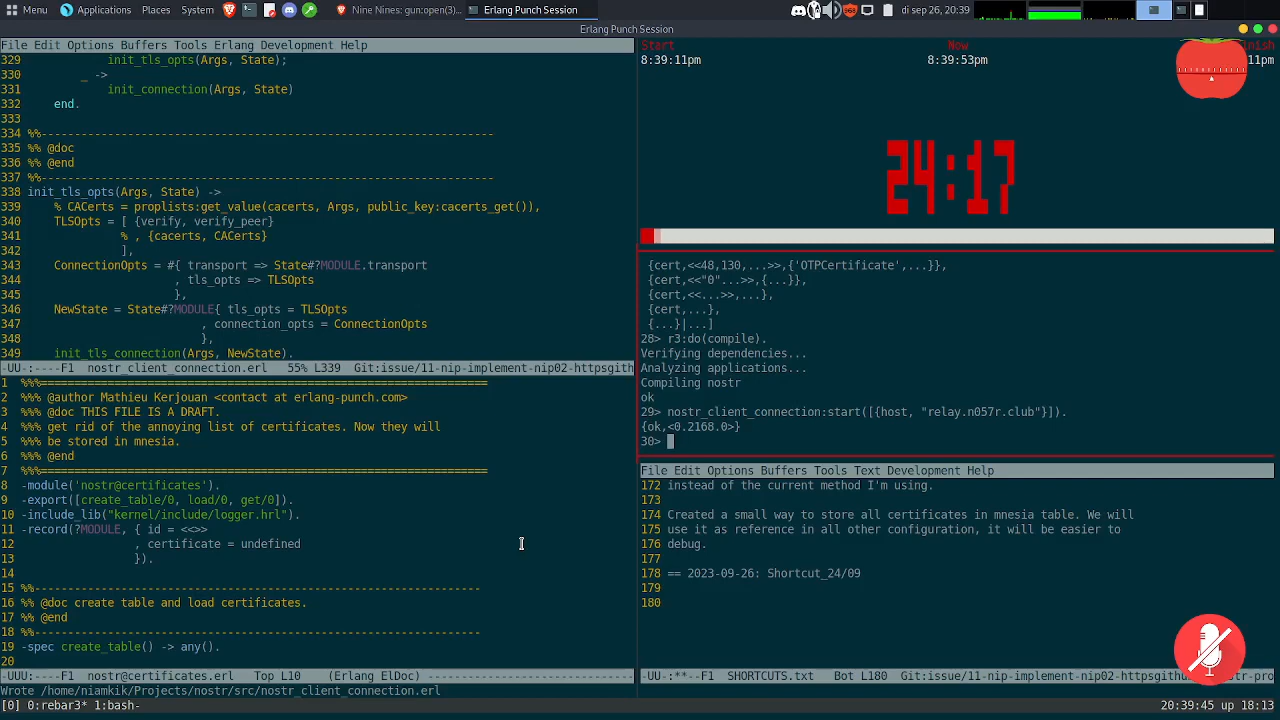 Menu Applications Places System Nine Nines: gun:open(3)... Erlang Punch Session di sep 26, 20:39
Erlang Punch Session
File Edit Options Buffers Tools Erlang Development Help
329 init_tls_opts(Args, State);
330 _ ->
331 init_connection(Args, State)
332 end.
333
334 %%--------------------------------------------------------------------
335 %% @doc
336 %% @end
337 %%--------------------------------------------------------------------
338 init_tls_opts(Args, State) ->
339 % CACerts = proplists:get_value(cacerts, Args, public_key:cacerts_get()),
340 TLSOpts = [ {verify, verify_peer}
341 % , {cacerts, CACerts}
342 ],
343 ConnectionOpts = #{ transport => State#?MODULE.transport
344 , tls_opts => TLSOpts
345 },
346 NewState = State#?MODULE{ tls_opts = TLSOpts
347 , connection_opts = ConnectionOpts
348 },
349 init_tls_connection(Args, NewState).
-UU-:----F1 nostr_client_connection.erl 55% L339 Git:issue/11-nip-implement-nip02-httpsgith
1 %%%===================================================================
2 %%% @author Mathieu Kerjouan <contact at erlang-punch.com>
3 %%% @doc THIS FILE IS A DRAFT.
4 %%% get rid of the annoying list of certificates. Now they will
5 %%% be stored in mnesia.
6 %%% @end
7 %%%===================================================================
8 -module('nostr@certificates').
9 -export([create_table/0, load/0, get/0]).
10 -include_lib("kernel/include/logger.hrl").
11 -record(?MODULE, { id = <<>>
12 , certificate = undefined
13 }).
14
15 %%--------------------------------------------------------------------
16 %% @doc create table and load certificates.
17 %% @end
18 %%--------------------------------------------------------------------
19 -spec create_table() -> any().
20
-UUU:----F1 nostr@certificates.erl Top L10 (Erlang ElDoc) --------------------------------
Wrote /home/niamkik/Projects/nostr/src/nostr_client_connection.erl
Start Now
8:39:11pm 8:39:53pm 11pm
24:17
{cert,<<48,130,...>>,{'OTPCertificate',...}},
{cert,<<"0"...>>,{...}},
{cert,<<...>>,...},
{cert,...},
{...}|...]
28> r3:do(compile).
Verifying dependencies...
Analyzing applications...
Compiling nostr
ok
29> nostr_client_connection:start([{host, "relay.n057r.club"}]).
{ok,<0.2168.0>}
30>
File Edit Options Buffers Tools Text Development Help
172 instead of the current method I'm using.
173
174 Created a small way to store all certificates in mnesia table. We will
175 use it as reference in all other configuration, it will be easier to
176 debug.
177
178 == 2023-09-26: Shortcut_24/09
179
180
-UU-:**--F1 SHORTCUTS.txt Bot L180 Git:issue/11-nip-implement-nip02-httpsgith
[0] 0:rebar3* 1:bash- 20:39:45 up 18:13